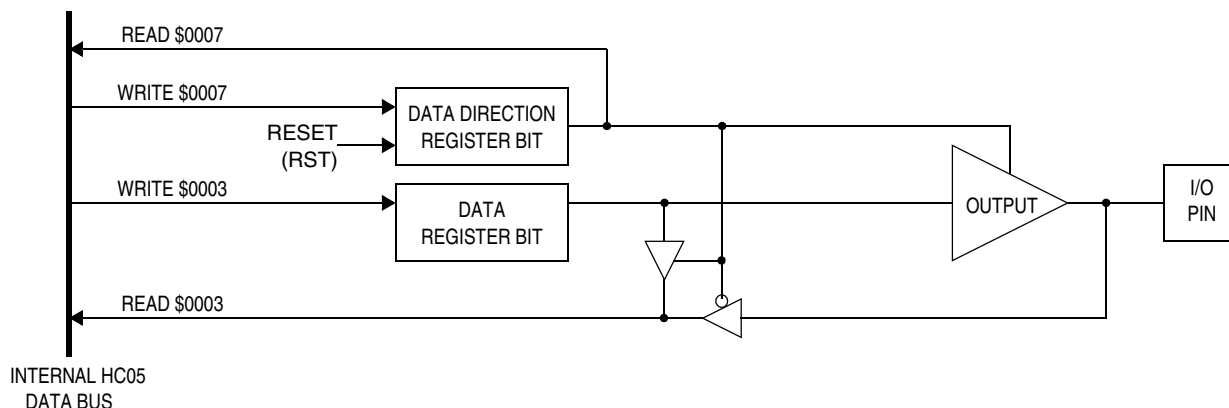 READ $0007
WRITE $0007
DATA DIRECTION
REGISTER BIT
RESET
(RST)
WRITE $0003
DATA
REGISTER BIT
OUTPUT
I/O
PIN
READ $0003
INTERNAL HC05
DATA BUS